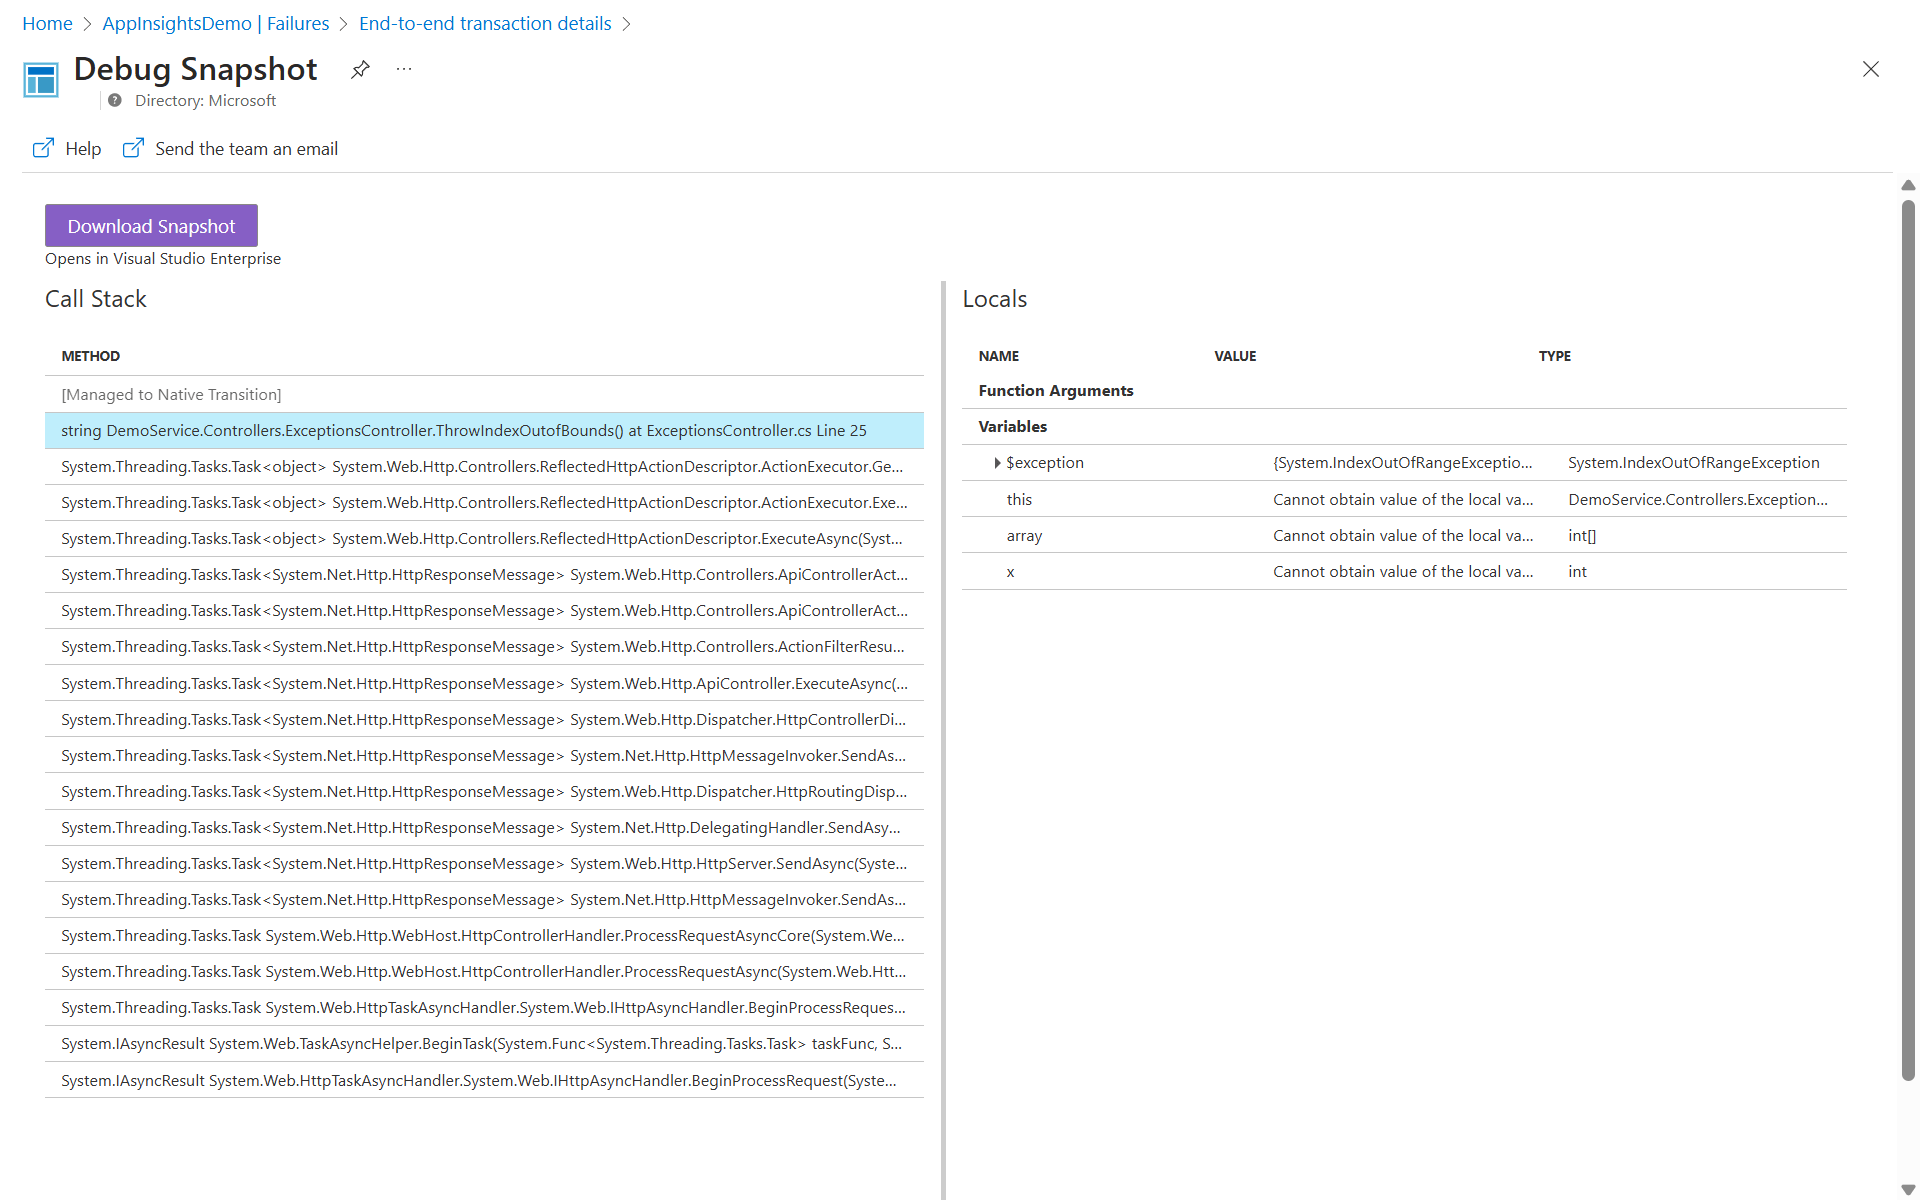 Home > AppInsightsDemo | Failures > End-to-end transaction details >
Debug Snapshot ...
Directory: Microsoft
Help Send the team an email
Download Snapshot
Opens in Visual Studio Enterprise
Call Stack
METHOD
[Managed to Native Transition]
string DemoService.Controllers.ExceptionsController.ThrowIndexOutofBounds() at ExceptionsController.cs Line 25
System.Threading.Tasks.Task<object> System.Web.Http.Controllers.ReflectedHttpActionDescriptor.ActionExecutor.Ge...
System.Threading.Tasks.Task<object> System.Web.Http.Controllers.ReflectedHttpActionDescriptor.ActionExecutor.Exe...
System.Threading.Tasks.Task<object> System.Web.Http.Controllers.ReflectedHttpActionDescriptor.ExecuteAsync(Syst...
System.Threading.Tasks.Task<System.Net.Http.HttpResponseMessage> System.Web.Http.Controllers.ApiControllerAct...
System.Threading.Tasks.Task<System.Net.Http.HttpResponseMessage> System.Web.Http.Controllers.ApiControllerAct...
System.Threading.Tasks.Task<System.Net.Http.HttpResponseMessage> System.Web.Http.Controllers.ActionFilterResu...
System.Threading.Tasks.Task<System.Net.Http.HttpResponseMessage> System.Web.Http.ApiController.ExecuteAsync(...
System.Threading.Tasks.Task<System.Net.Http.HttpResponseMessage> System.Web.Http.Dispatcher.HttpControllerDi...
System.Threading.Tasks.Task<System.Net.Http.HttpResponseMessage> System.Net.Http.HttpMessageInvoker.SendAs...
System.Threading.Tasks.Task<System.Net.Http.HttpResponseMessage> System.Web.Http.Dispatcher.HttpRoutingDisp...
System.Threading.Tasks.Task<System.Net.Http.HttpResponseMessage> System.Net.Http.DelegatingHandler.SendAsy...
System.Threading.Tasks.Task<System.Net.Http.HttpResponseMessage> System.Web.Http.HttpServer.SendAsync(Syste...
System.Threading.Tasks.Task<System.Net.Http.HttpResponseMessage> System.Net.Http.HttpMessageInvoker.SendAs...
System.Threading.Tasks.Task System.Web.Http.WebHost.HttpControllerHandler.ProcessRequestAsyncCore(System.We...
System.Threading.Tasks.Task System.Web.Http.WebHost.HttpControllerHandler.ProcessRequestAsync(System.Web.Htt...
System.Threading.Tasks.Task System.Web.HttpTaskAsyncHandler.System.Web.IHttpAsyncHandler.BeginProcessReques...
System.IAsyncResult System.Web.TaskAsyncHelper.BeginTask(System.Func<System.Threading.Tasks.Task> taskFunc, S...
System.IAsyncResult System.Web.HttpTaskAsyncHandler.System.Web.IHttpAsyncHandler.BeginProcessRequest(Syste...
Locals
NAME VALUE TYPE
Function Arguments
Variables
$exception {System.IndexOutOfRangeExceptio... System.IndexOutOfRangeException
this Cannot obtain value of the local va... DemoService.Controllers.Exception...
array Cannot obtain value of the local va... int[]
x Cannot obtain value of the local va... int